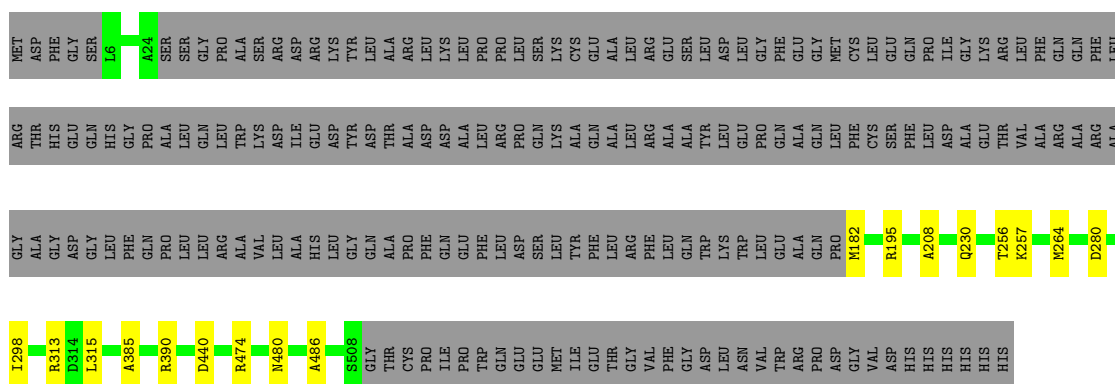 MET ASP PHE GLY SER L6 A24 SER SER GLY PRO ALA SER ARG ASP ARG LYS TYR LEU ALA ARG LEU LYS LEU PRO PRO LEU SER LYS CYS GLU ALA LEU ARG GLU SER LEU ASP LEU GLY PHE GLU GLY MET CYS LEU GLU GLN PRO ILE GLY LYS ARG LEU PHE GLN GLN PHE LEU
ARG THR HIS GLU GLN HIS GLY PRO ALA LEU GLN LEU TRP LYS ASP ILE GLU ASP TYR ASP THR ALA ASP ASP ALA LEU ARG PRO GLN LYS ALA GLN ALA LEU ARG ALA ALA TYR LEU GLU PRO GLN ALA GLN LEU PHE CYS SER PHE LEU ASP ALA GLU THR VAL ALA ARG ALA ARG ALA
GLY ALA GLY ASP GLY LEU PHE GLN PRO LEU LEU ARG ALA VAL LEU ALA HIS LEU GLY GLN ALA PRO PHE GLN GLU PHE LEU ASP SER LEU TYR PHE LEU ARG PHE LEU GLN TRP LYS TRP LEU GLU ALA GLN PRO M182 R195 A208 Q230 T256 K257 M264 D280
I298 R313 D314 L315 A385 R390 D440 R474 N480 A486 S508 GLY THR CYS PRO ILE PRO TRP GLN GLU GLU MET ILE GLU THR GLY VAL PHE GLY ASP LEU ASN VAL TRP ARG PRO ASP GLY VAL ASP HIS HIS HIS HIS HIS HIS